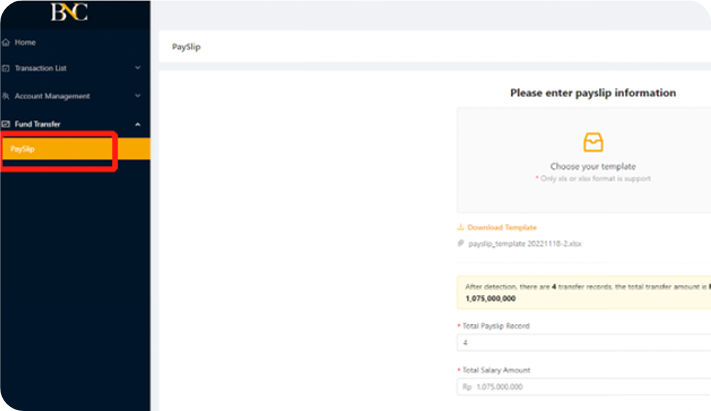 BNC
Home
Transaction List
Account Management
Fund Transfer
PaySlip
PaySlip
Please enter payslip information
Choose your template
* Only xls or xlsx format is support
Download Template
payslip_template 20221118-2.xlsx
After detection, there are 4 transfer records, the total transfer amount is
1,075,000,000
* Total Payslip Record
4
* Total Salary Amount
Rp 1.075.000.000